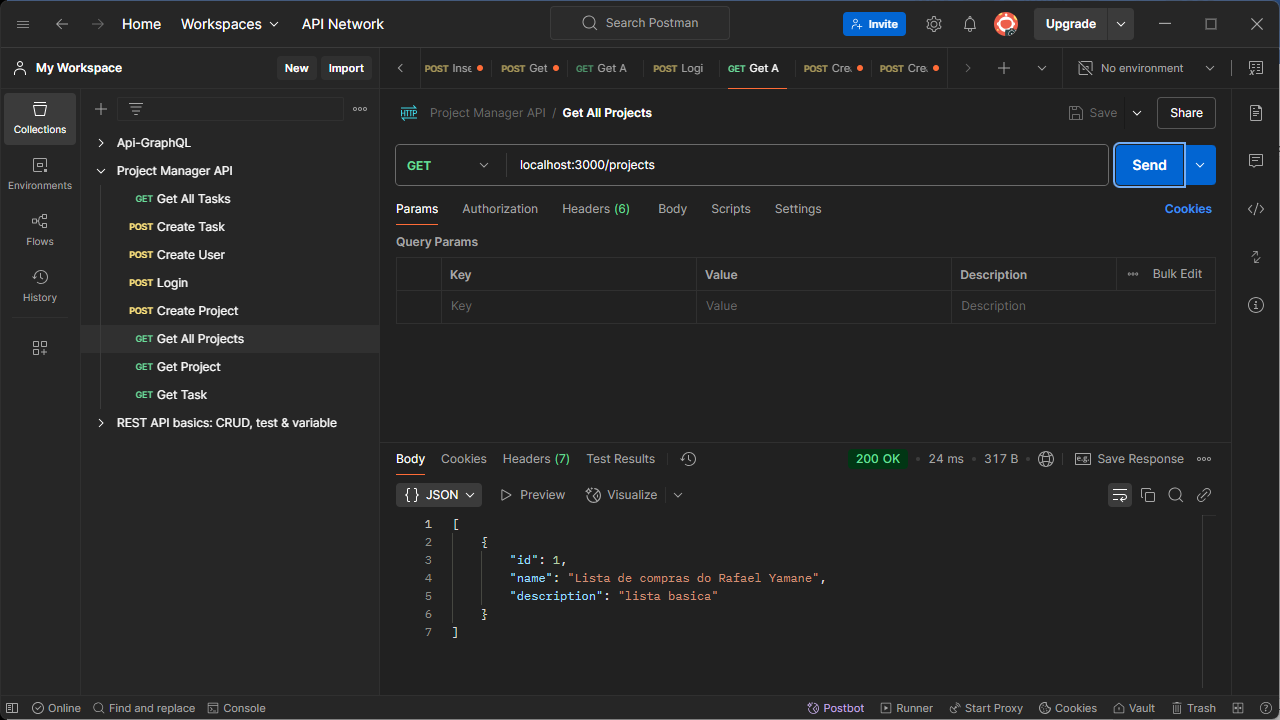 Home Workspaces API Network Search Postman Invite Upgrade
My Workspace New Import POST Inse POST Get GET Get A POST Logi GET Get A POST Cre POST Cre No environment
Collections
Environments
Flows
History
Api-GraphQL
Project Manager API
GET Get All Tasks
POST Create Task
POST Create User
POST Login
POST Create Project
GET Get All Projects
GET Get Project
GET Get Task
REST API basics: CRUD, test & variable
HTTP Project Manager API / Get All Projects Save Share
GET localhost:3000/projects Send
Params Authorization Headers (6) Body Scripts Settings Cookies
Query Params
Key Value Description Bulk Edit
Key Value Description
Body Cookies Headers (7) Test Results 200 OK 24 ms 317 B e.g. Save Response
{} JSON Preview Visualize
1 [
2 {
3 "id": 1,
4 "name": "Lista de compras do Rafael Yamane",
5 "description": "lista basica"
6 }
7 ]
Online Find and replace Console Postbot Runner Start Proxy Cookies Vault Trash